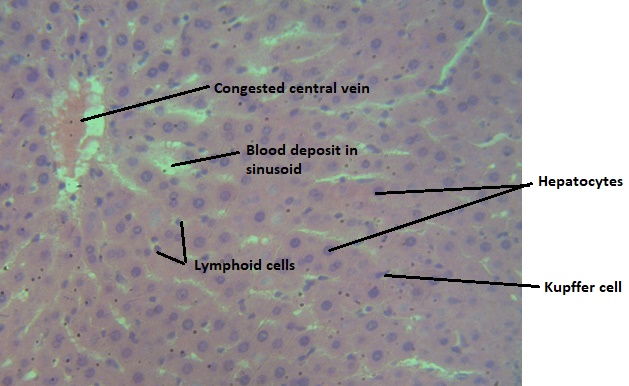 Congested central vein
Blood deposit in
sinusoid
Hepatocytes
Lymphoid cells
Kupffer cell